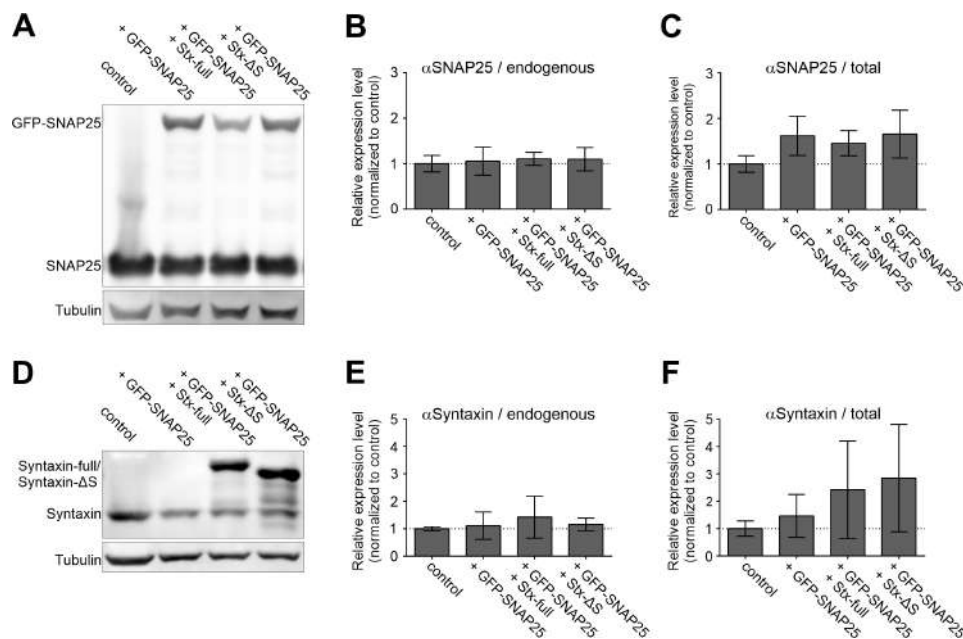 A
control
+ GFP-SNAP25
+ GFP-SNAP25
+ Stx-full
+ GFP-SNAP25
+ Stx-ΔS
GFP-SNAP25
SNAP25
Tubulin
B
αSNAP25 / endogenous
Relative expression level
(normalized to control)
3
2
1
0
control
+ GFP-SNAP25
+ GFP-SNAP25
+ Stx-full
+ GFP-SNAP25
+ Stx-ΔS
C
αSNAP25 / total
Relative expression level
(normalized to control)
3
2
1
0
control
+ GFP-SNAP25
+ GFP-SNAP25
+ Stx-full
+ GFP-SNAP25
+ Stx-ΔS
D
control
+ GFP-SNAP25
+ GFP-SNAP25
+ Stx-full
+ GFP-SNAP25
+ Stx-ΔS
Syntaxin-full/
Syntaxin-ΔS
Syntaxin
Tubulin
E
αSyntaxin / endogenous
Relative expression level
(normalized to control)
5
4
3
2
1
0
control
+ GFP-SNAP25
+ GFP-SNAP25
+ Stx-full
+ GFP-SNAP25
+ Stx-ΔS
F
αSyntaxin / total
Relative expression level
(normalized to control)
5
4
3
2
1
0
control
+ GFP-SNAP25
+ GFP-SNAP25
+ Stx-full
+ GFP-SNAP25
+ Stx-ΔS